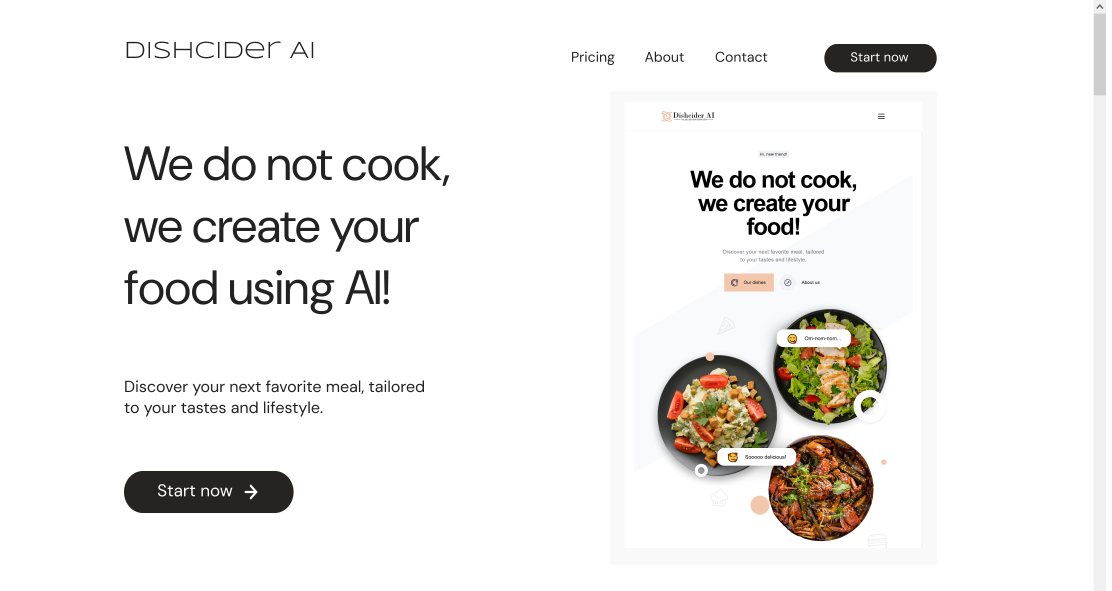 DISHCIDer AI
Pricing
About
Contact
Start now
We do not cook,
we create your
food using AI!
Discover your next favorite meal, tailored
to your tastes and lifestyle.
Start now
Dishcider AI
Hi, new friend!
We do not cook,
we create your
food!
Discover your next favorite meal, tailored
to your tastes and lifestyle.
Our dishes
About us
Om-nom-nom...
Sooooo delicious!